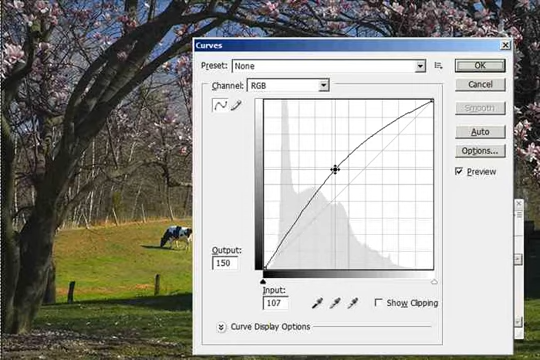 Curves
Preset: None
OK
Channel: RGB
Cancel
Smooth
Auto
Options...
Preview
Output:
150
Input:
107
Show Clipping
Curve Display Options